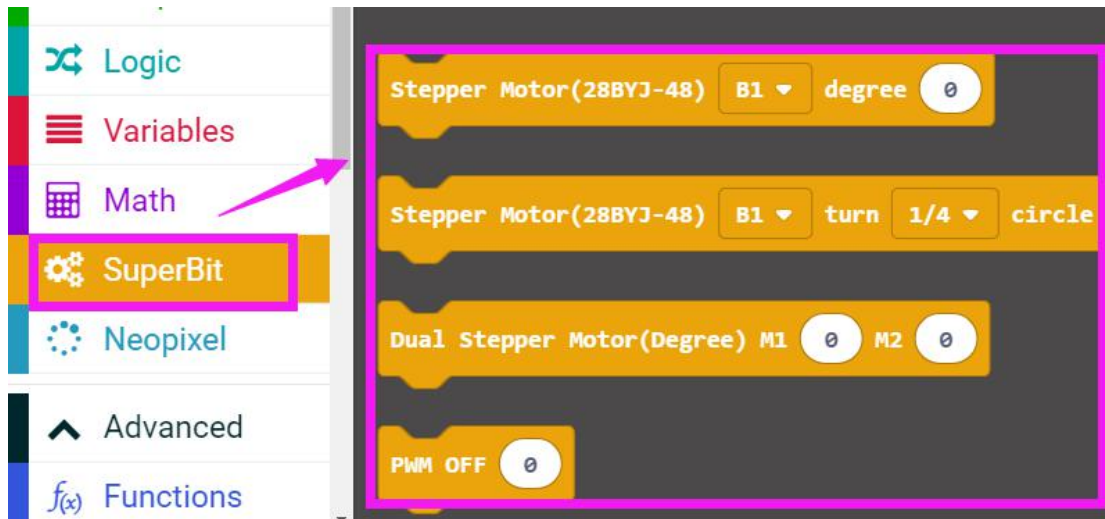 Logic
Variables
Math
SuperBit
Neopixel
Advanced
f(x) Functions
Stepper Motor(28BYJ-48) B1 degree 0
Stepper Motor(28BYJ-48) B1 turn 1/4 circle
Dual Stepper Motor(Degree) M1 0 M2 0
PWM OFF 0